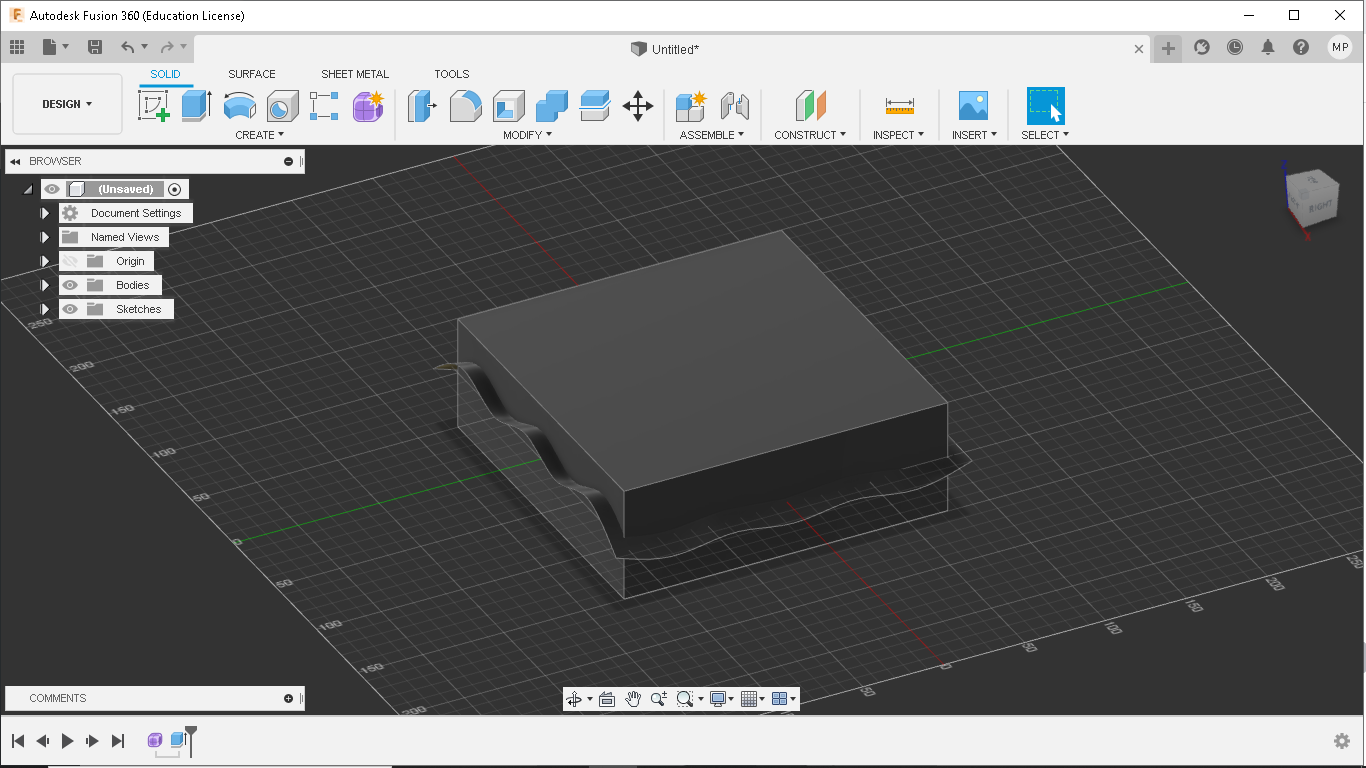 Autodesk Fusion 360 (Education License)
Untitled*
MP
DESIGN
SOLID
SURFACE
SHEET METAL
TOOLS
CREATE
MODIFY
ASSEMBLE
CONSTRUCT
INSPECT
INSERT
SELECT
BROWSER
(Unsaved)
Document Settings
Named Views
Origin
Bodies
Sketches
Z
RIGHT
X
250
200
150
100
50
0
50
100
150
200
50
0
50
100
150
200
250
COMMENTS